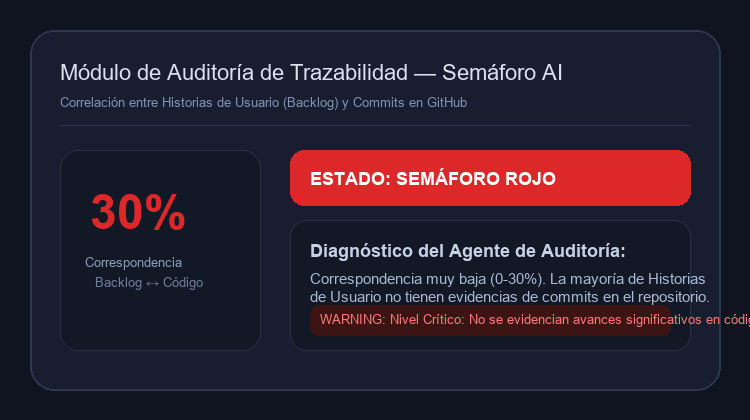 Módulo de Auditoría de Trazabilidad — Semáforo AI
Correlación entre Historias de Usuario (Backlog) y Commits en GitHub
30%
Correspondencia
Backlog ↔ Código
ESTADO: SEMÁFORO ROJO
Diagnóstico del Agente de Auditoría:
Correspondencia muy baja (0-30%). La mayoría de Historias
de Usuario no tienen evidencias de commits en el repositorio.
WARNING: Nivel Crítico: No se evidencian avances significativos en